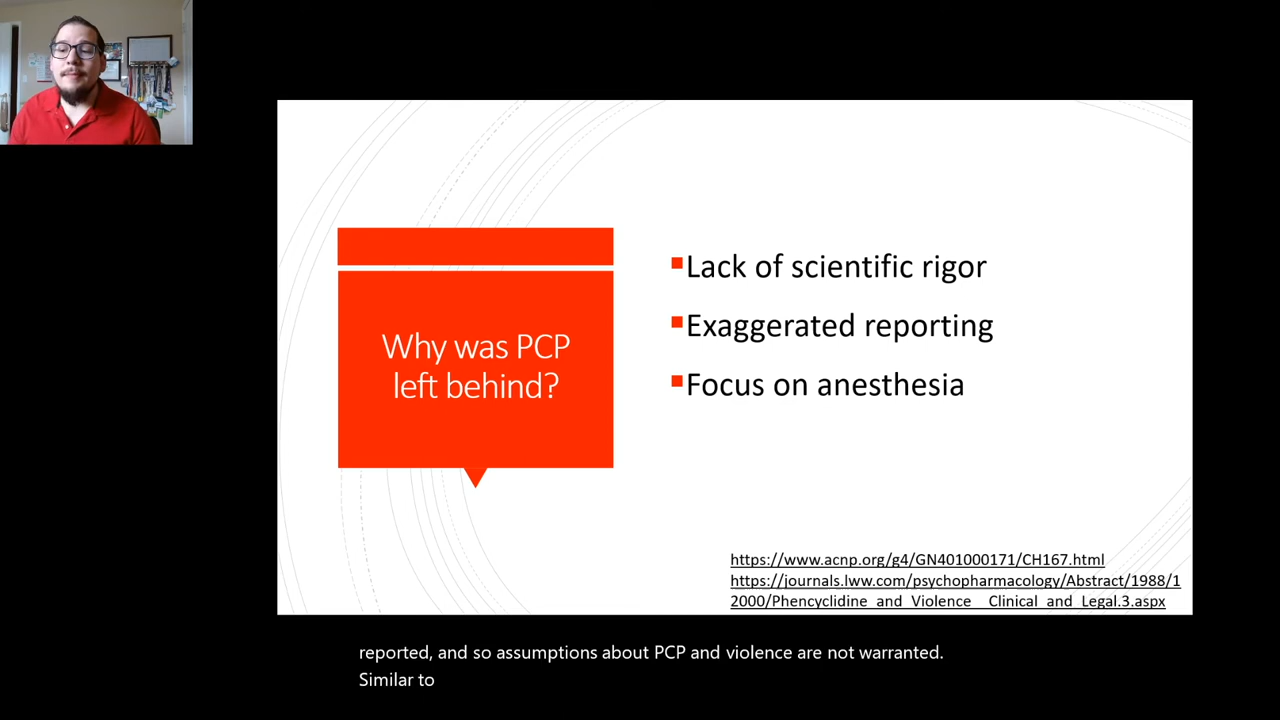 Why was PCP
left behind?
▪Lack of scientific rigor
▪Exaggerated reporting
▪Focus on anesthesia
https://www.acnp.org/g4/GN401000171/CH167.html
https://journals.lww.com/psychopharmacology/Abstract/1988/1
2000/Phencyclidine_and_Violence__Clinical_and_Legal.3.aspx
reported, and so assumptions about PCP and violence are not warranted.
Similar to